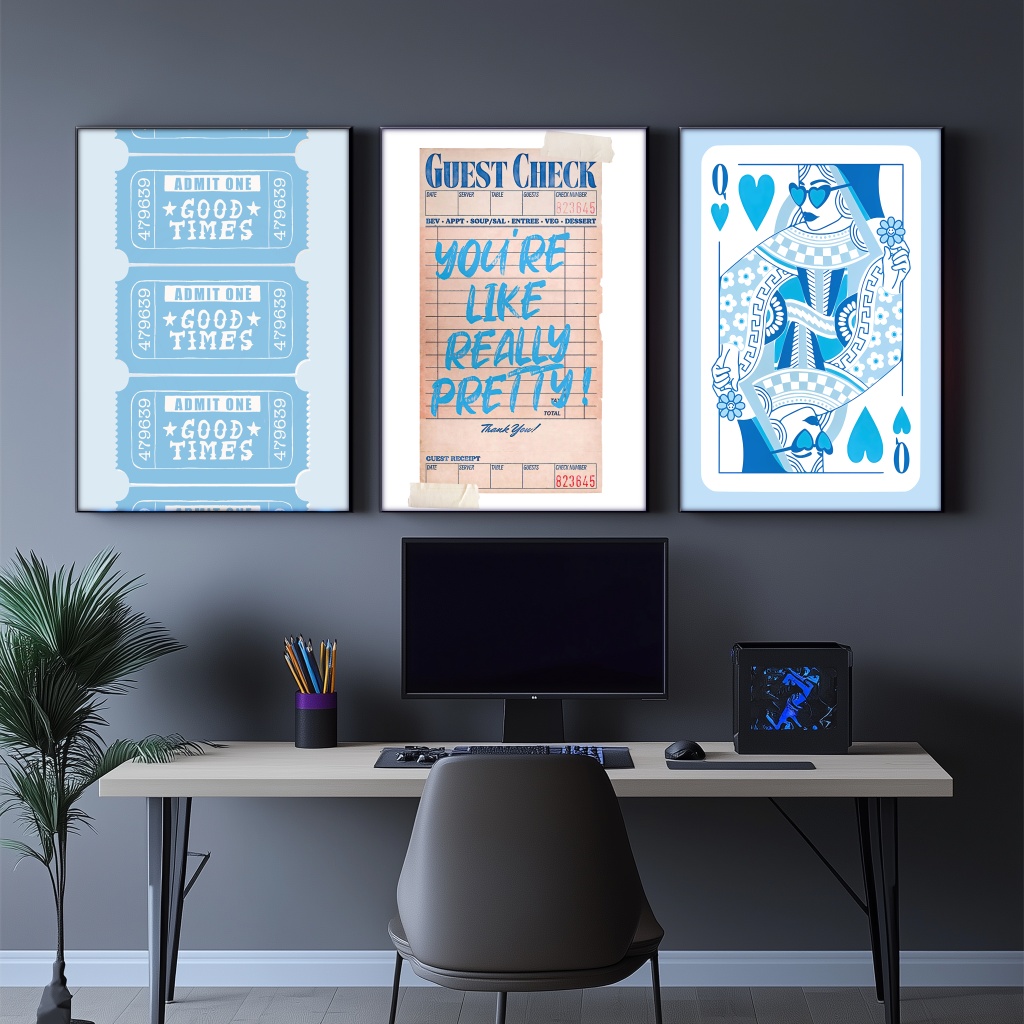 ADMIT ONE
GOOD
TIMES
479639
479639
ADMIT ONE
GOOD
TIMES
479639
479639
ADMIT ONE
GOOD
TIMES
479639
479639
GUEST CHECK
DATE SERVER TABLE GUESTS CHECK NUMBER
823645
BEV • APPT • SOUP/SAL • ENTREE • VEG • DESSERT
YOU'RE
LIKE
REALLY
PRETTY!
TAX
TOTAL
Thank You!
GUEST RECEIPT
DATE SERVER TABLE GUESTS CHECK NUMBER
823645
Q
Q